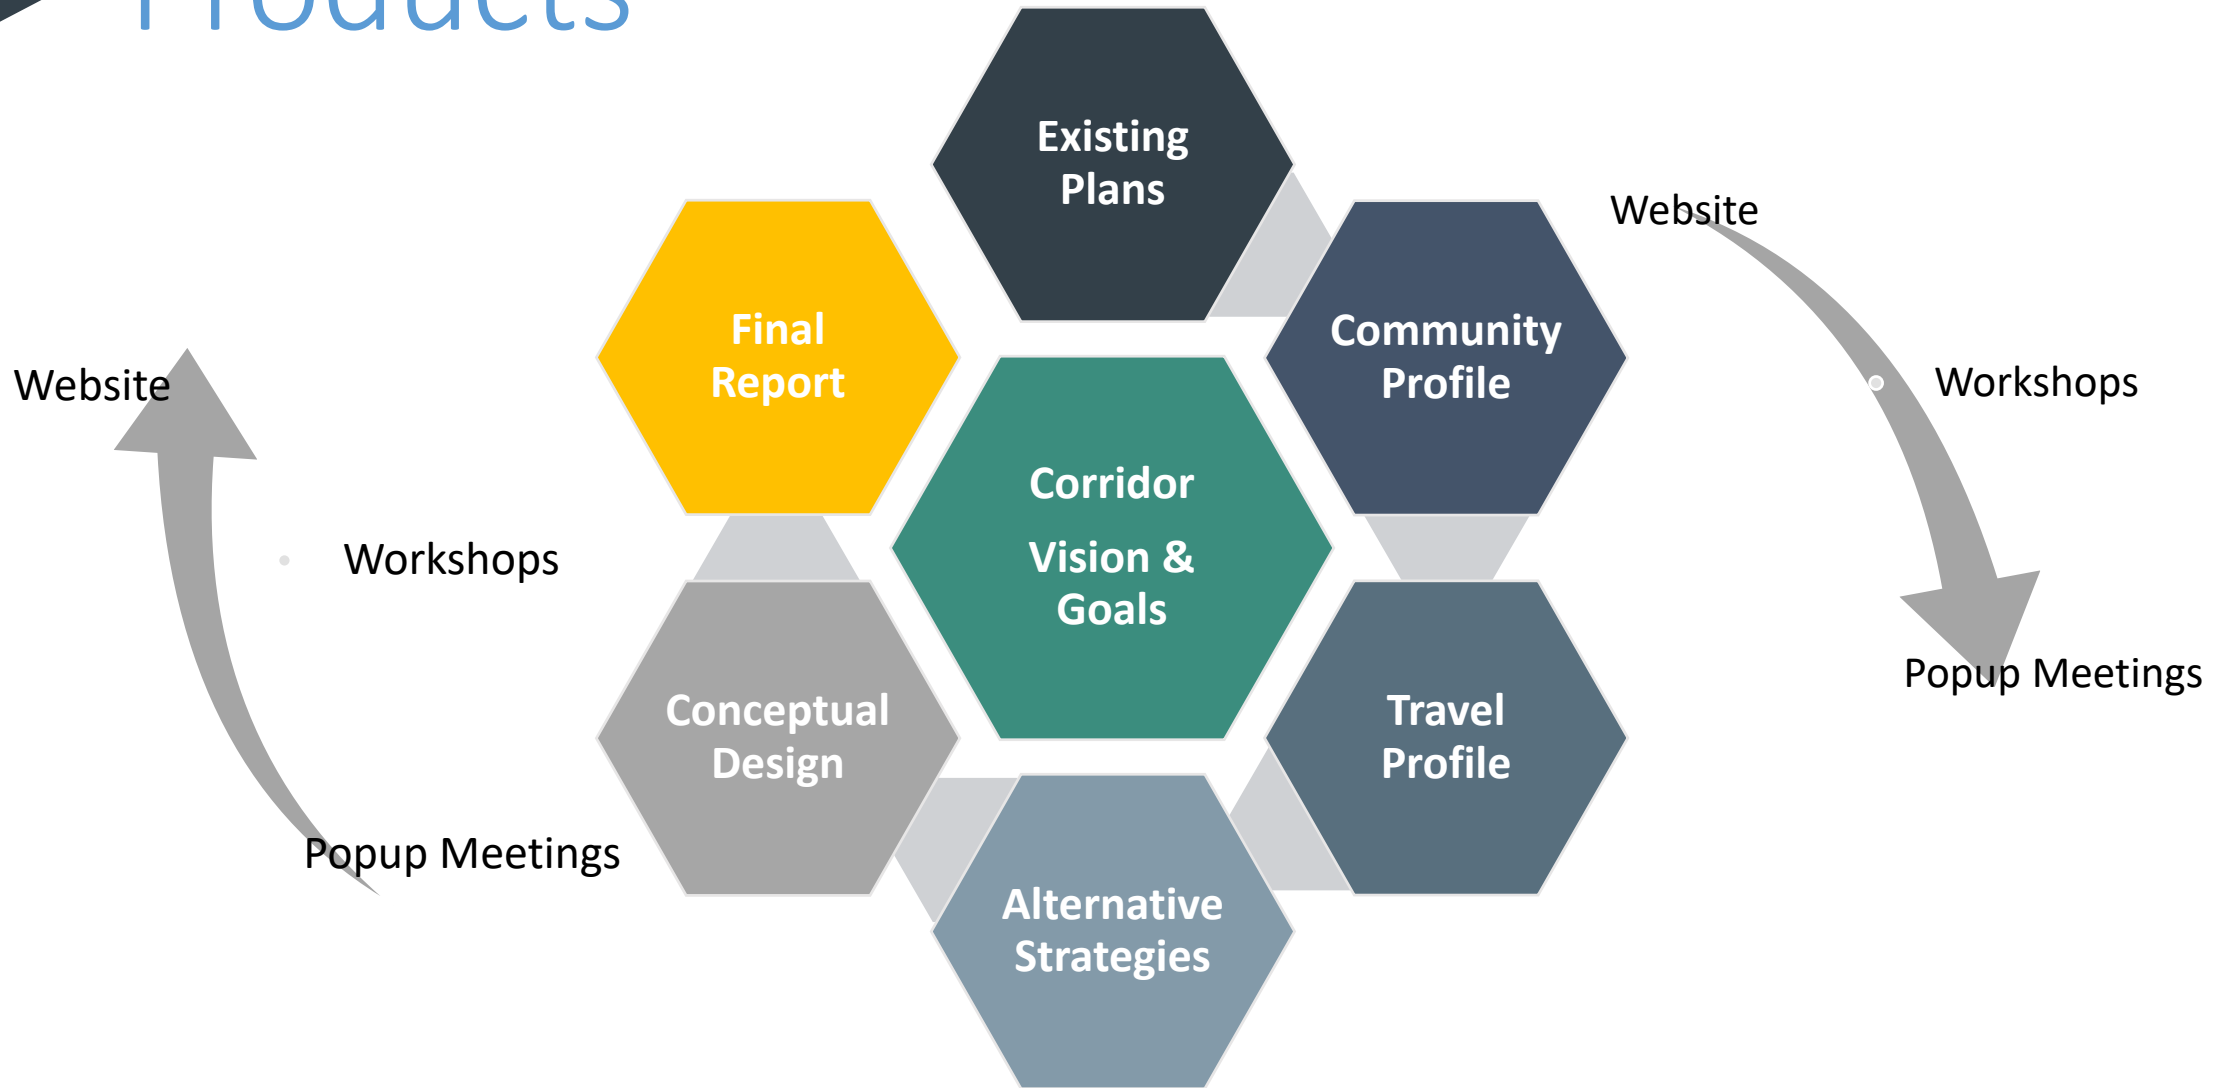 Products
Existing
Plans
Final
Report
Community
Profile
Corridor
Vision &
Goals
Conceptual
Design
Travel
Profile
Alternative
Strategies
Website
Workshops
Popup Meetings
Website
Workshops
Popup Meetings